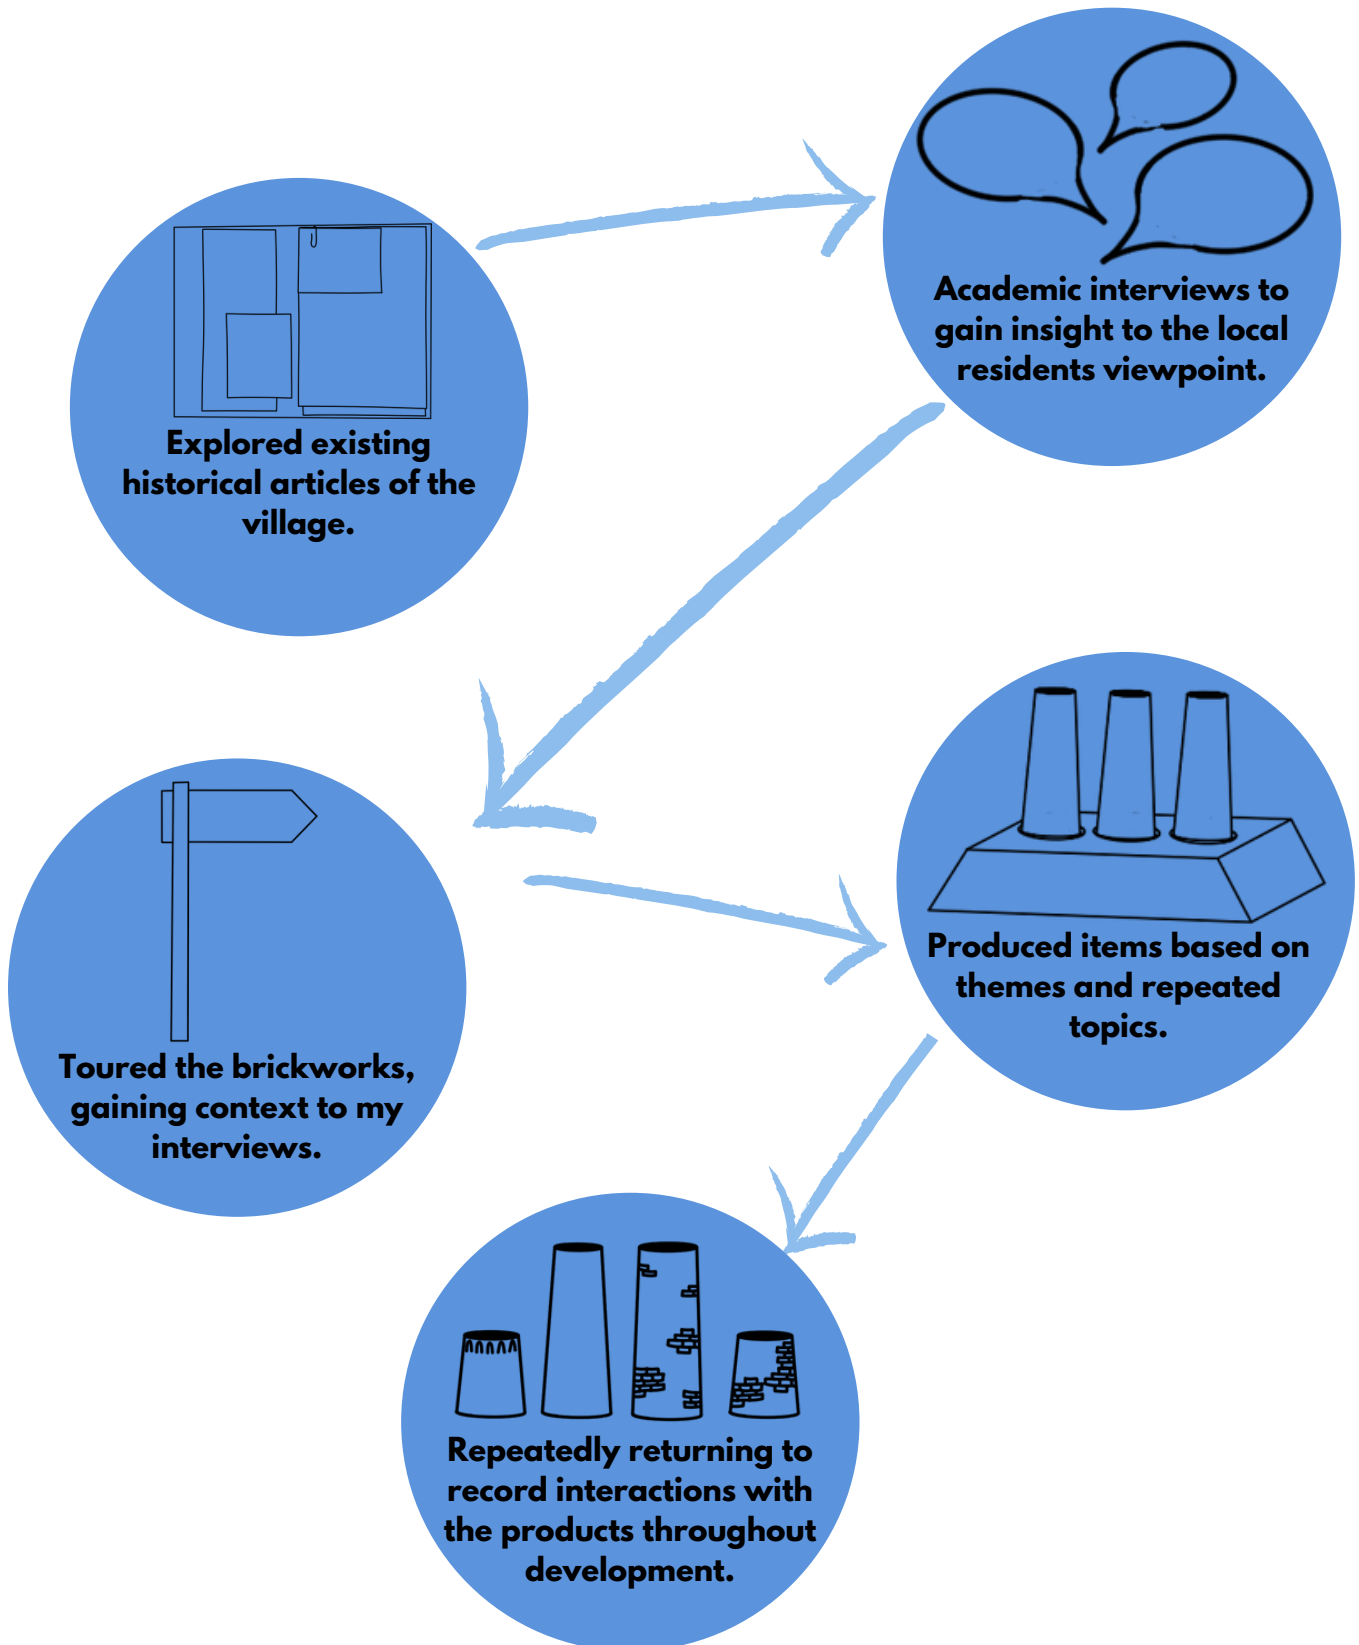 Explored existing
historical articles of the
village.
Academic interviews to
gain insight to the local
residents viewpoint.
Toured the brickworks,
gaining context to my
interviews.
Produced items based on
themes and repeated
topics.
Repeatedly returning to
record interactions with
the products throughout
development.